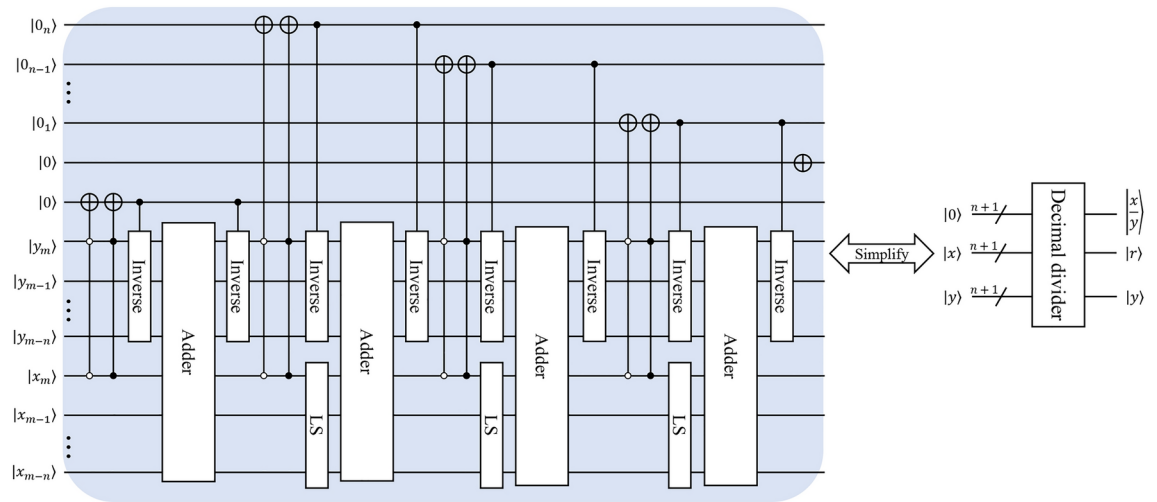 |0ₙ⟩
|0ₙ₋₁⟩
|0₁⟩
|0⟩
|0⟩
|yₘ⟩
|yₘ₋₁⟩
|yₘ₋ₙ⟩
|xₘ⟩
|xₘ₋₁⟩
|xₘ₋ₙ⟩
Inverse
Adder
Inverse
Inverse
LS
Adder
Inverse
Inverse
LS
Adder
Inverse
Inverse
LS
Adder
Inverse
Simplify
|0⟩ n+1
|x⟩ n+1
|y⟩ n+1
Decimal divider
|x/y⟩
|r⟩
|y⟩